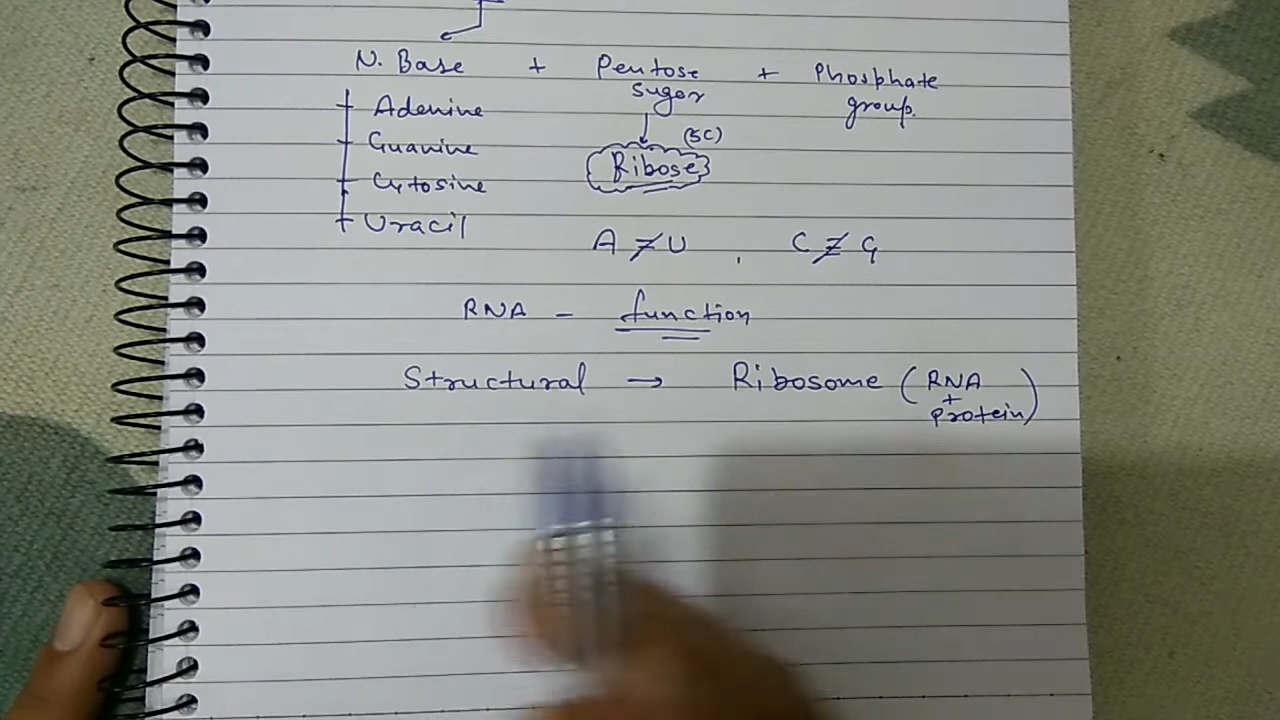 N. Base + Pentose sugar + Phosphate group.
Adenine
Guanine
Cytosine
Uracil
(5C)
Ribose
A ≠ U , C ≢ G
RNA - function
Structural → Ribosome (RNA + protein)